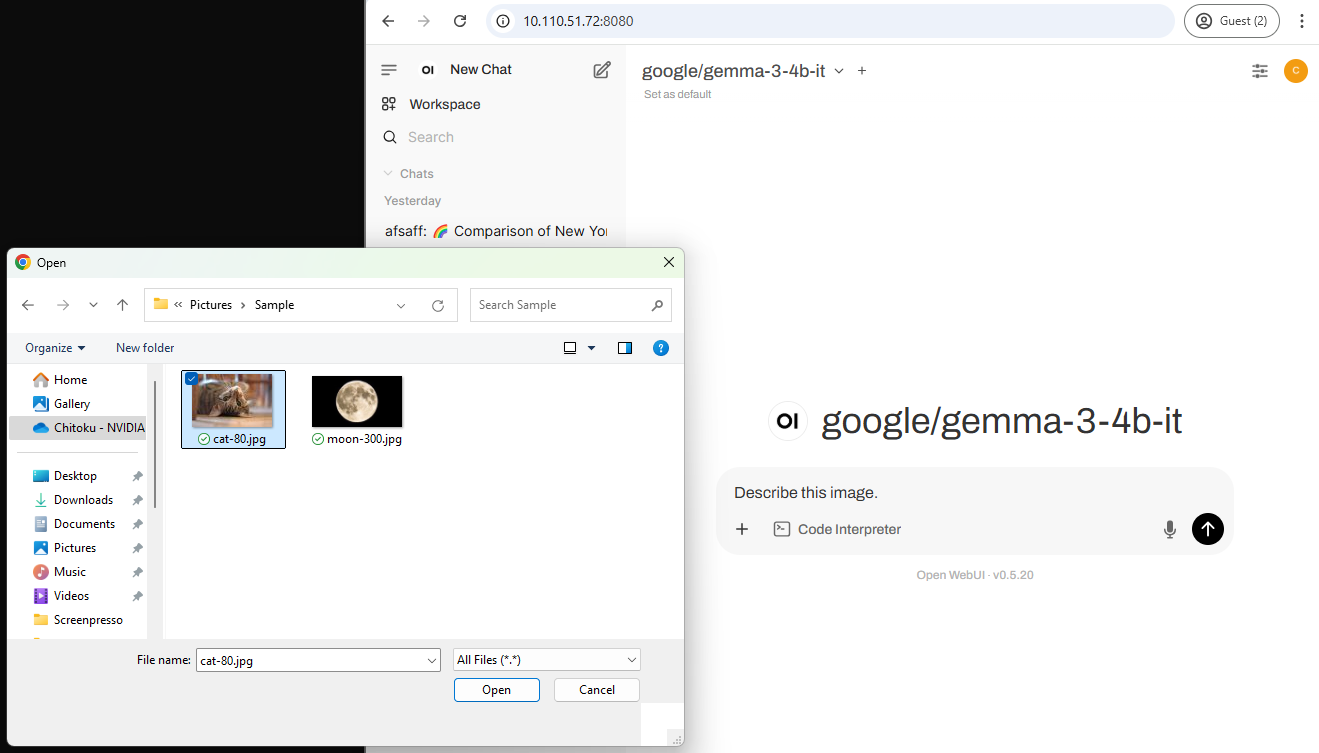 10.110.51.72:8080
Guest (2)
OI New Chat
google/gemma-3-4b-it
Set as default
C
Workspace
Search
Chats
Yesterday
afsaff: 🌈 Comparison of New Yor
Open
Pictures > Sample
Search Sample
Organize
New folder
?
Home
Gallery
Chitoku - NVIDIA
Desktop
Downloads
Documents
Pictures
Music
Videos
Screenpresso
cat-80.jpg
moon-300.jpg
File name:
cat-80.jpg
All Files (*.*)
Open
Cancel
OI google/gemma-3-4b-it
Describe this image.
Code Interpreter
Open WebUI · v0.5.20